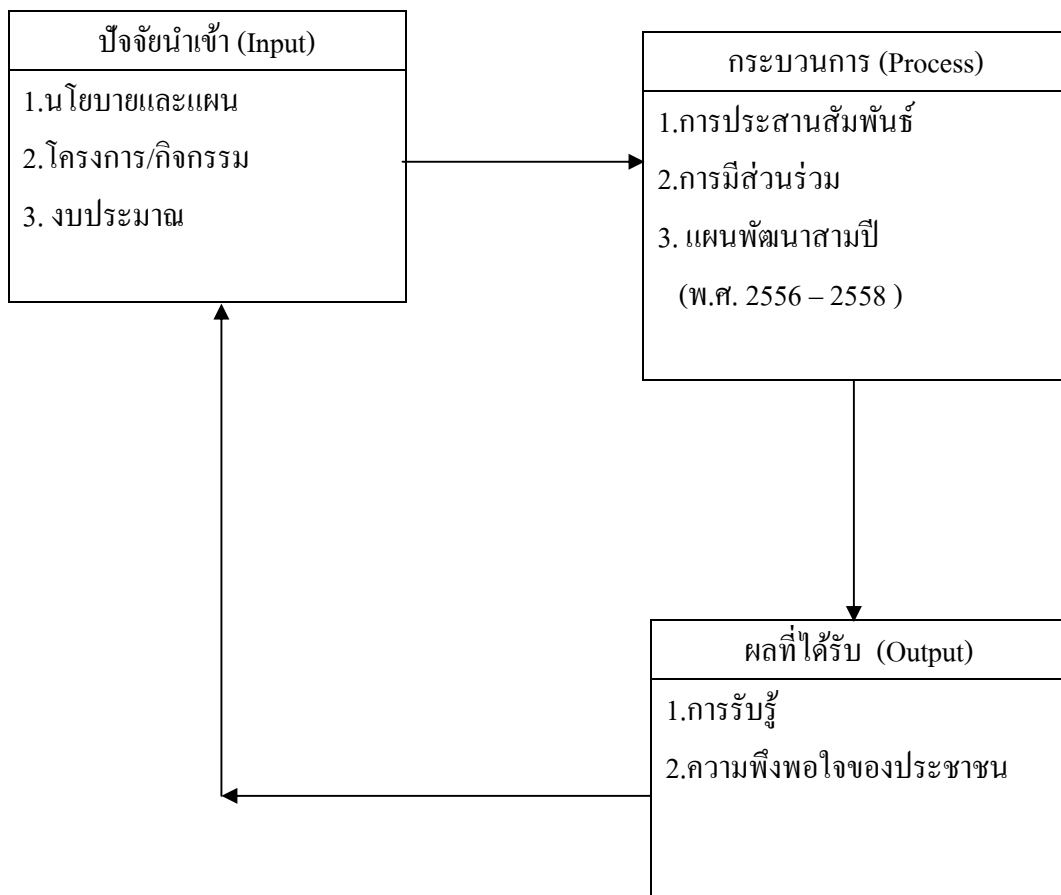 ปัจจัยนำเข้า (Input)
1.นโยบายและแผน
2.โครงการ/กิจกรรม
3. งบประมาณ
กระบวนการ (Process)
1.การประสานสัมพันธ์
2.การมีส่วนร่วม
3. แผนพัฒนาสามปี
(พ.ศ. 2556 – 2558 )
ผลที่ได้รับ (Output)
1.การรับรู้
2.ความพึงพอใจของประชาชน